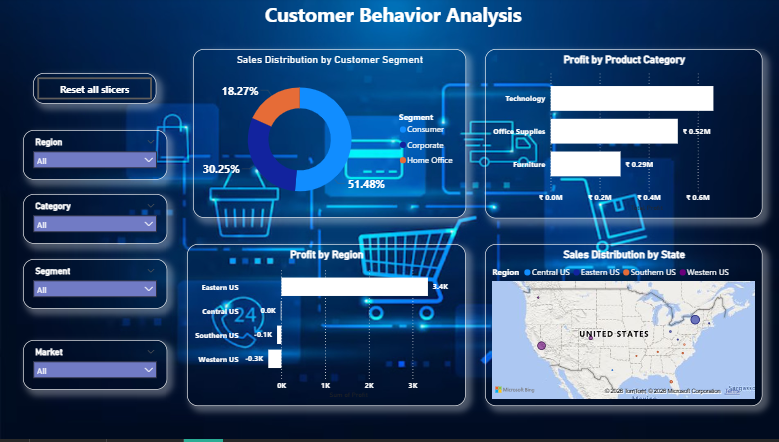 Customer Behavior Analysis
Reset all slicers
Region
All
Category
All
Segment
All
Market
All
Sales Distribution by Customer Segment
18.27%
30.25%
51.48%
Segment
Consumer
Corporate
Home Office
Profit by Product Category
Technology
Office Supplies
₹ 0.52M
Furniture
₹ 0.29M
₹ 0.0M ₹ 0.2M ₹ 0.4M ₹ 0.6M
Profit by Region
Eastern US
3.4K
Central US
0.0K
Southern US
-0.1K
Western US
-0.3K
0K 1K 2K 3K
24
Sales Distribution by State
Region Central US Eastern US Southern US Western US
UNITED STATES
Microsoft Bing
© 2026 TomTom, © 2026 Microsoft Corporation Terms